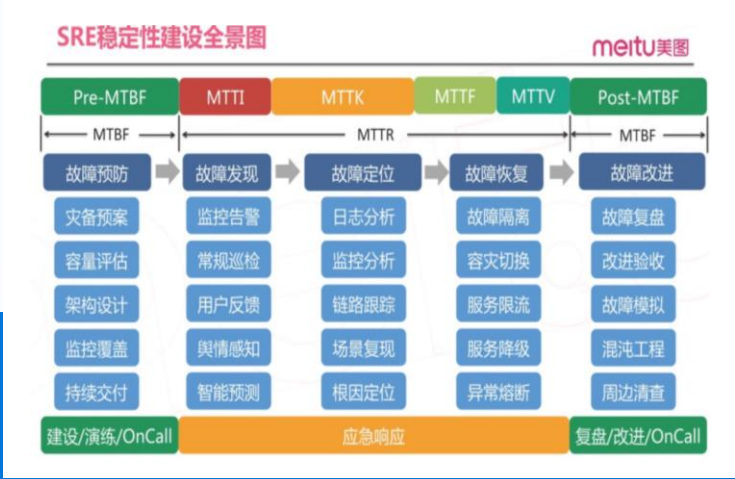 SRE稳定性建设全景图
meitu美图
Pre-MTBF MTTI MTTK MTTF MTTV Post-MTBF
MTBF MTTR MTBF
故障预防 故障发现 故障定位 故障恢复 故障改进
灾备预案 监控告警 日志分析 故障隔离 故障复盘
容量评估 常规巡检 监控分析 容灾切换 改进验收
架构设计 用户反馈 链路跟踪 服务限流 故障模拟
监控覆盖 舆情感知 场景复现 服务降级 混沌工程
持续交付 智能预测 根因定位 异常熔断 周边清查
建设/演练/OnCall 应急响应 复盘/改进/OnCall